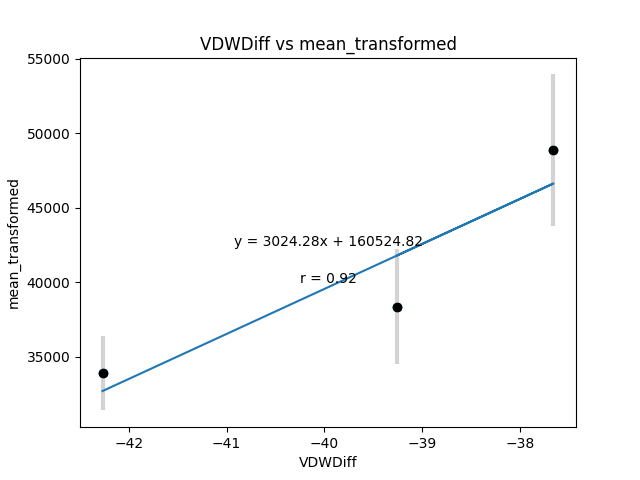 VDWDiff vs mean_transformed
55000
50000
45000
40000
35000
mean_transformed
y = 3024.28x + 160524.82
r = 0.92
−42
−41
−40
−39
−38
VDWDiff